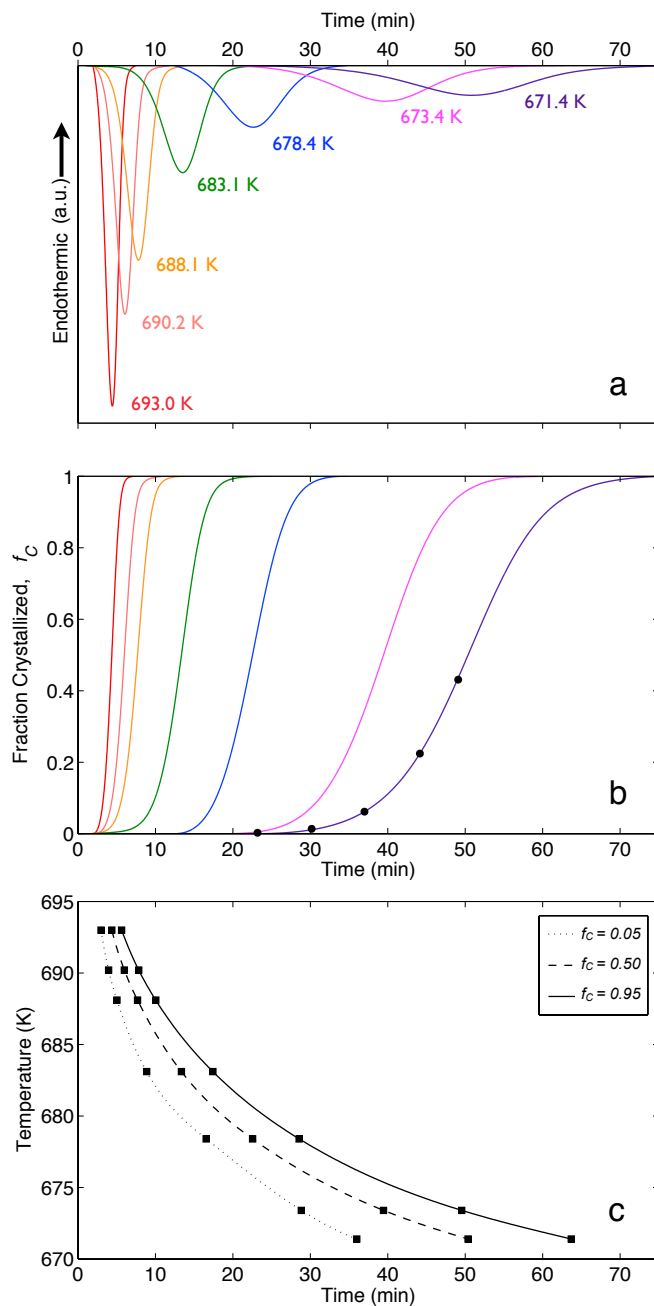 Time (min)
0 10 20 30 40 50 60 70
Endothermic (a.u.)
671.4 K
673.4 K
678.4 K
683.1 K
688.1 K
690.2 K
693.0 K
a
1
0.8
0.6
0.4
0.2
0
Fraction Crystallized, f_C
b
0 10 20 30 40 50 60 70
Time (min)
695
690
685
680
675
670
Temperature (K)
f_C = 0.05
f_C = 0.50
f_C = 0.95
c
0 10 20 30 40 50 60 70
Time (min)